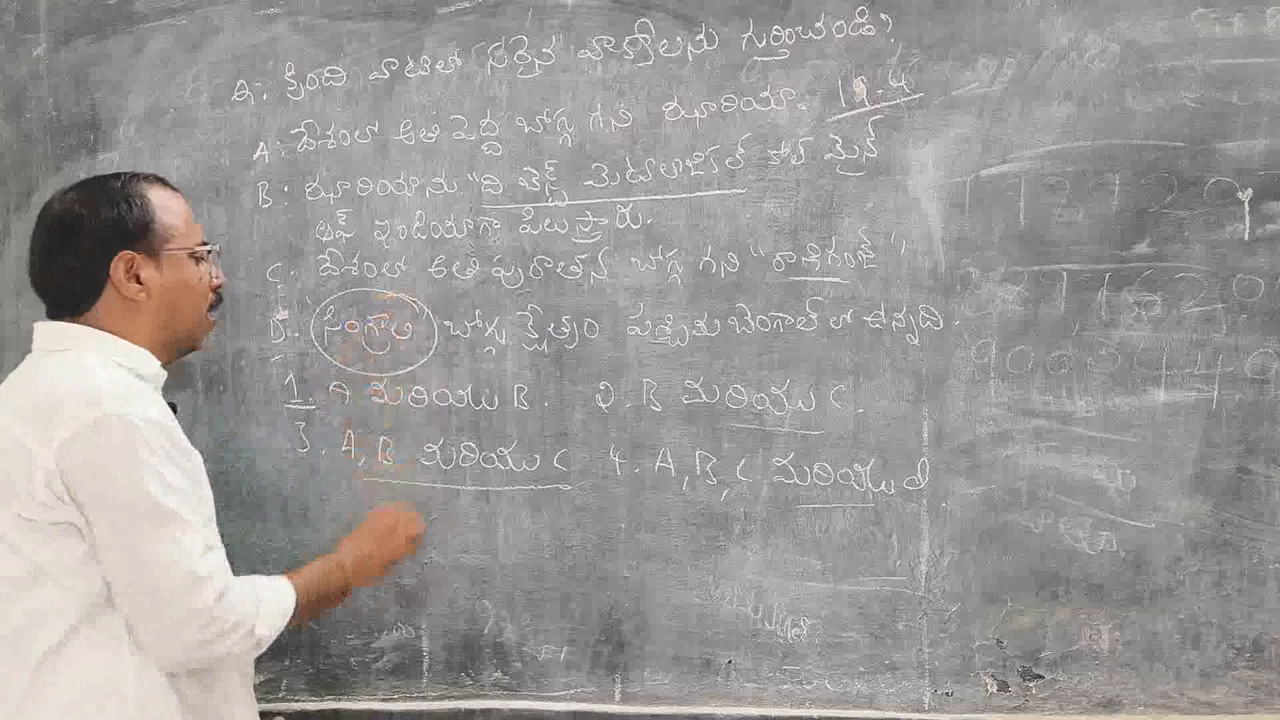 Q: క్రింది వాటిలో సరైన వాక్యాలను గుర్తించండి?
A: దేశంలో అతి పెద్ద బొగ్గు గని ఝరియా. 19.4
B: ఝరియాను "ది బెస్ట్ మెటలార్జికల్ కోల్ మైన్
ఆఫ్ ఇండియాగా పిలుస్తారు.
C. దేశంలో అతి పురాతన బొగ్గు గని "రాణిగంజ్"
D. సింగ్రౌలి బొగ్గు క్షేత్రం పశ్చిమ బెంగాల్ లో ఉన్నది.
1. A మరియు B. 2. B మరియు C.
3. A, B మరియు C 4. A, B, C మరియు D